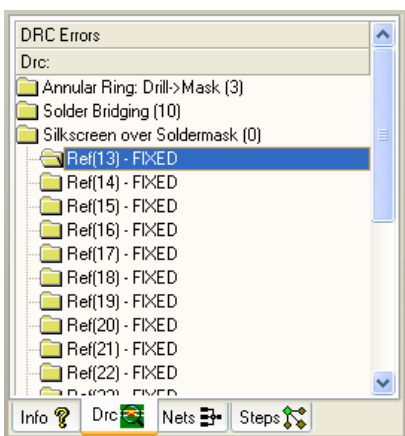 DRC Errors
Drc:
Annular Ring: Drill->Mask (3)
Solder Bridging (10)
Silkscreen over Soldermask (0)
Ref(13) - FIXED
Ref(14) - FIXED
Ref(15) - FIXED
Ref(16) - FIXED
Ref(17) - FIXED
Ref(18) - FIXED
Ref(19) - FIXED
Ref(20) - FIXED
Ref(21) - FIXED
Ref(22) - FIXED
Info Drc Nets Steps